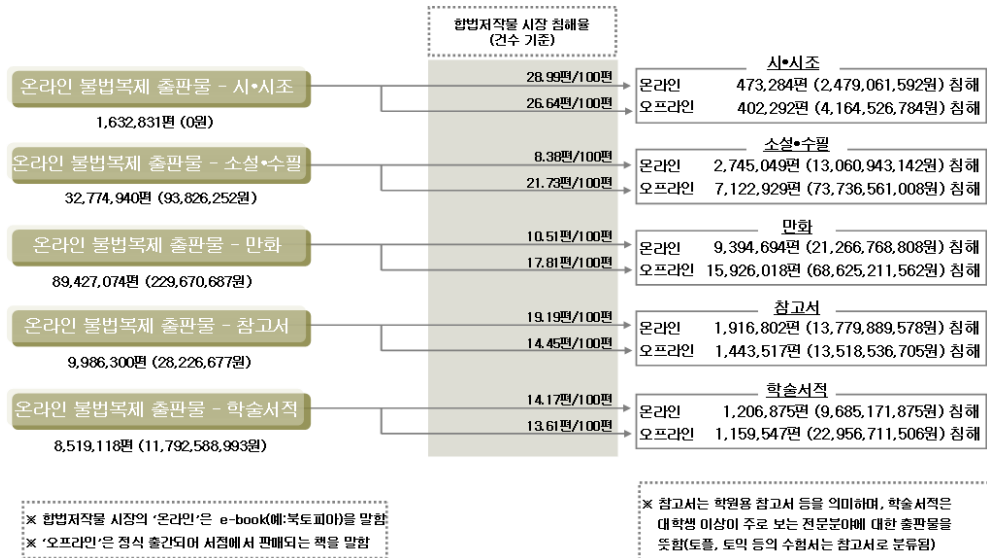 합법저작물 시장 침해율
(건수 기준)
온라인 불법복제 출판물 - 시•시조
1,632,831편 (0원)
28.99편/100편
26.64편/100편
시•시조
온라인 473,284편 (2,479,061,592원) 침해
오프라인 402,292편 (4,164,526,784원) 침해
온라인 불법복제 출판물 - 소설•수필
32,774,940편 (93,826,252원)
8.38편/100편
21.73편/100편
소설•수필
온라인 2,745,049편 (13,060,943,142원) 침해
오프라인 7,122,929편 (73,736,561,008원) 침해
온라인 불법복제 출판물 - 만화
89,427,074편 (229,670,687원)
10.51편/100편
17.81편/100편
만화
온라인 9,394,694편 (21,266,768,808원) 침해
오프라인 15,926,018편 (68,625,211,562원) 침해
온라인 불법복제 출판물 - 참고서
9,986,300편 (28,226,677원)
19.19편/100편
14.45편/100편
참고서
온라인 1,916,802편 (13,779,889,578원) 침해
오프라인 1,443,517편 (13,518,536,705원) 침해
온라인 불법복제 출판물 - 학술서적
8,519,118편 (11,792,588,993원)
14.17편/100편
13.61편/100편
학술서적
온라인 1,206,875편 (9,685,171,875원) 침해
오프라인 1,159,547편 (22,956,711,506원) 침해
※ 합법저작물 시장의 '온라인'은 e-book(예:북토피아)을 말함
※ '오프라인'은 정식 출간되어 서점에서 판매되는 책을 말함
※ 참고서는 학원용 참고서 등을 의미하며, 학술서적은
대학생 이상이 주로 보는 전문분야에 대한 출판물을
뜻함(토플, 토익 등의 수험서는 참고서로 분류됨)